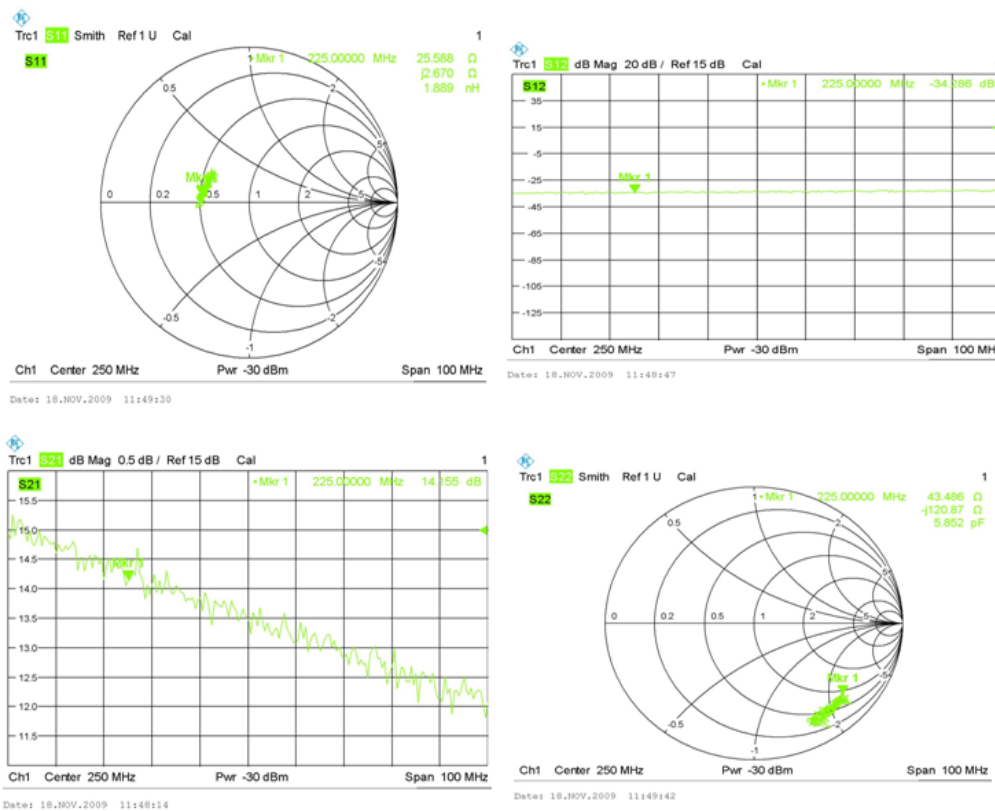 Trc1 S11 Smith Ref 1 U Cal 1
S11
• Mkr 1 225.00000 MHz 25.588 Ω
j2.670 Ω
1.889 nH
0.5
1
2
5
Mkr 1
0 0.2 0.5 1 2 5
-5
-0.5
-2
-1
Ch1 Center 250 MHz Pwr -30 dBm Span 100 MHz
Date: 18.NOV.2009 11:49:30
Trc1 S12 dB Mag 20 dB / Ref 15 dB Cal
S12
• Mkr 1 225.00000 MHz -34.286 dB
35
15
-5
-25
Mkr 1
-45
-65
-85
-105
-125
Ch1 Center 250 MHz Pwr -30 dBm Span 100 MH
Date: 18.NOV.2009 11:48:47
Trc1 S21 dB Mag 0.5 dB / Ref 15 dB Cal 1
S21
• Mkr 1 225.00000 MHz 14.155 dB
15.5
15.0
14.5
Mkr 1
14.0
13.5
13.0
12.5
12.0
11.5
Ch1 Center 250 MHz Pwr -30 dBm Span 100 MHz
Date: 18.NOV.2009 11:48:14
Trc1 S22 Smith Ref 1 U Cal 1
S22
1
• Mkr 1 225.00000 MHz 43.486 Ω
-j120.87 Ω
5.852 pF
0.5
2
5
0 0.2 0.5 1 2 5
Mkr 1
-5
-0.5
-2
-1
Ch1 Center 250 MHz Pwr -30 dBm Span 100 MHz
Date: 18.NOV.2009 11:49:42